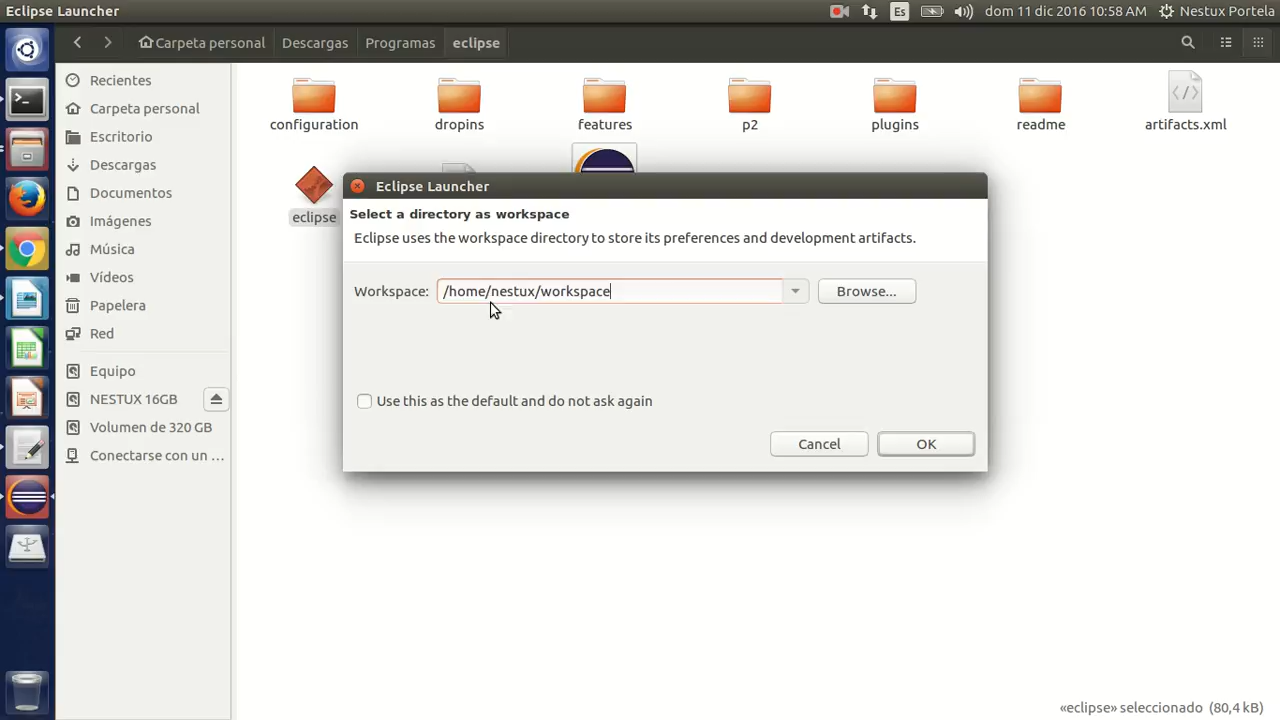 Eclipse Launcher
Es
dom 11 dic 2016 10:58 AM
Nestux Portela
Carpeta personal
Descargas
Programas
eclipse
Recientes
Carpeta personal
Escritorio
Descargas
Documentos
Imágenes
Música
Vídeos
Papelera
Red
Equipo
NESTUX 16GB
Volumen de 320 GB
Conectarse con un …
configuration
dropins
features
p2
plugins
readme
artifacts.xml
eclipse
Eclipse Launcher
Select a directory as workspace
Eclipse uses the workspace directory to store its preferences and development artifacts.
Workspace:
/home/nestux/workspace
Browse...
Use this as the default and do not ask again
Cancel
OK
«eclipse» seleccionado (80,4 kB)